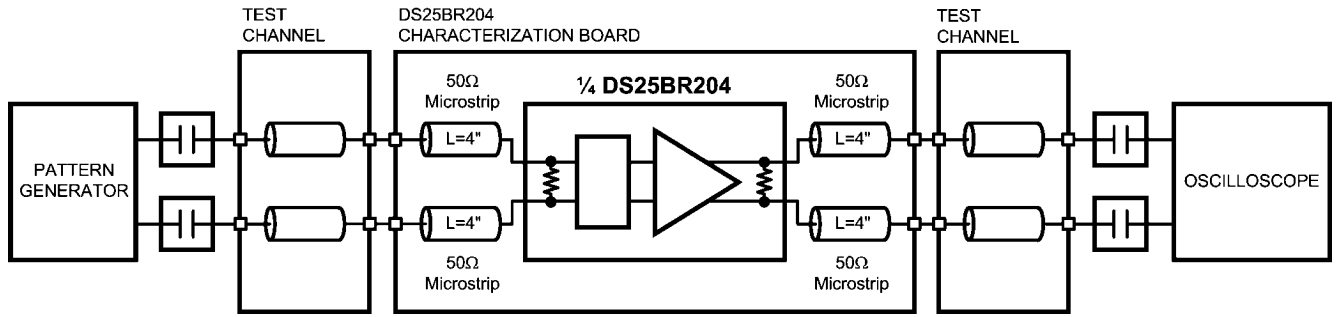 TEST
CHANNEL
DS25BR204
CHARACTERIZATION BOARD
TEST
CHANNEL
50Ω
Microstrip
¼ DS25BR204
50Ω
Microstrip
L=4"
L=4"
PATTERN
GENERATOR
OSCILLOSCOPE
L=4"
L=4"
50Ω
Microstrip
50Ω
Microstrip